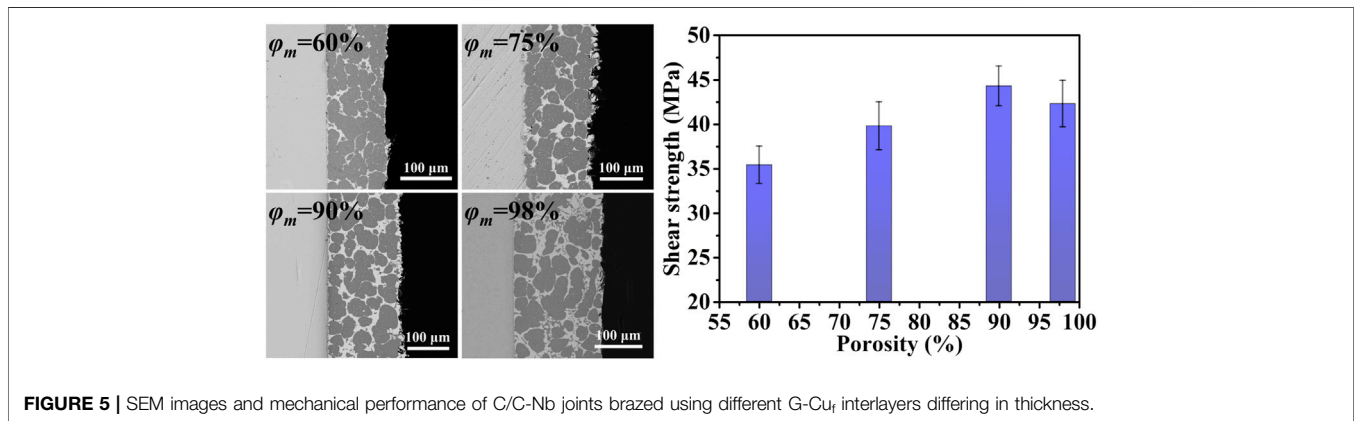 φm=60%
100 μm
φm=75%
100 μm
φm=90%
100 μm
φm=98%
100 μm
Shear strength (MPa)
50
45
40
35
30
25
20
55 60 65 70 75 80 85 90 95 100
Porosity (%)
FIGURE 5 | SEM images and mechanical performance of C/C-Nb joints brazed using different G-Cuf interlayers differing in thickness.